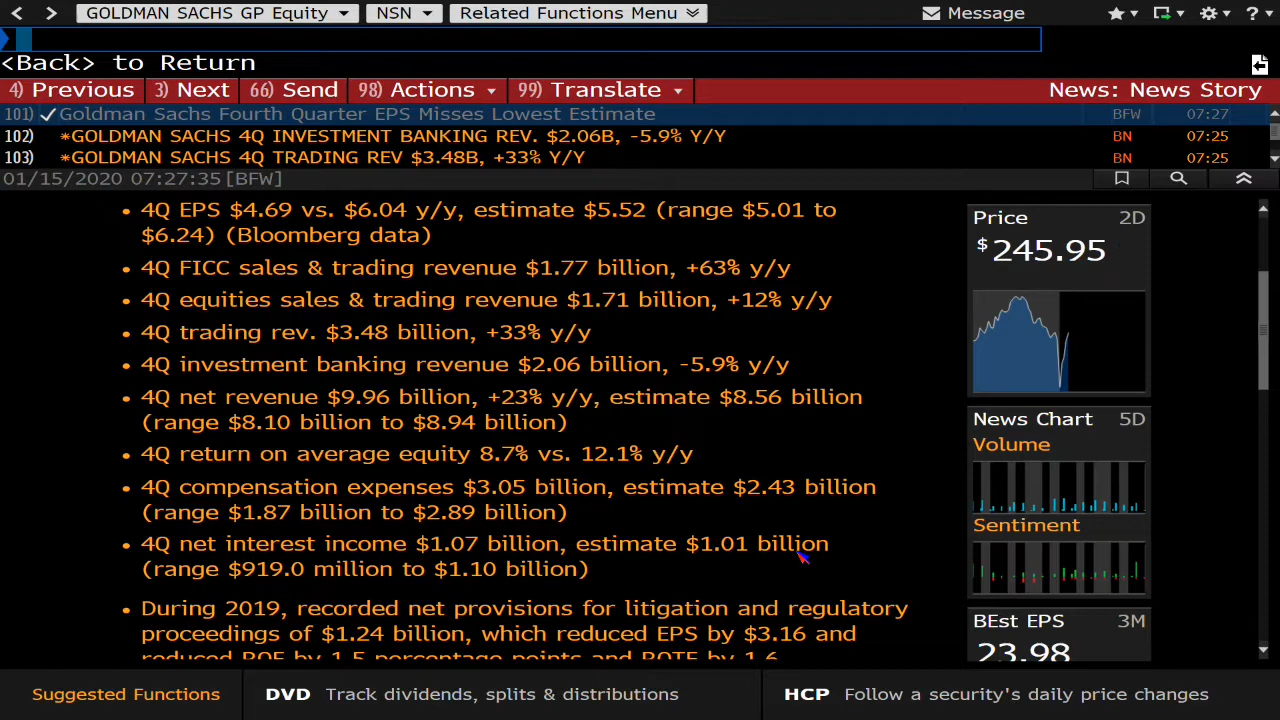 GOLDMAN SACHS GP Equity NSN Related Functions Menu Message ?
<Back> to Return
4) Previous 3) Next 66) Send 98) Actions 99) Translate News: News Story
101) Goldman Sachs Fourth Quarter EPS Misses Lowest Estimate BFW 07:27
102) *GOLDMAN SACHS 4Q INVESTMENT BANKING REV. $2.06B, -5.9% Y/Y BN 07:25
103) *GOLDMAN SACHS 4Q TRADING REV $3.48B, +33% Y/Y BN 07:25
01/15/2020 07:27:35 [BFW]
• 4Q EPS $4.69 vs. $6.04 y/y, estimate $5.52 (range $5.01 to
$6.24) (Bloomberg data)
• 4Q FICC sales & trading revenue $1.77 billion, +63% y/y
• 4Q equities sales & trading revenue $1.71 billion, +12% y/y
• 4Q trading rev. $3.48 billion, +33% y/y
• 4Q investment banking revenue $2.06 billion, -5.9% y/y
• 4Q net revenue $9.96 billion, +23% y/y, estimate $8.56 billion
(range $8.10 billion to $8.94 billion)
• 4Q return on average equity 8.7% vs. 12.1% y/y
• 4Q compensation expenses $3.05 billion, estimate $2.43 billion
(range $1.87 billion to $2.89 billion)
• 4Q net interest income $1.07 billion, estimate $1.01 billion
(range $919.0 million to $1.10 billion)
• During 2019, recorded net provisions for litigation and regulatory
proceedings of $1.24 billion, which reduced EPS by $3.16 and
reduced ROE by 1.5 percentage points and ROTE by 1.6
Price 2D
$245.95
News Chart 5D
Volume
Sentiment
BEst EPS 3M
23.98
Suggested Functions DVD Track dividends, splits & distributions HCP Follow a security's daily price changes